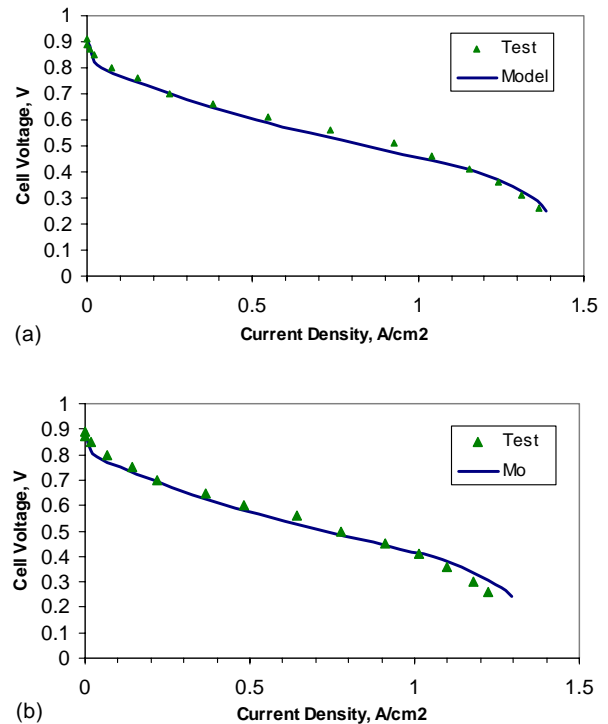 1
0.9
0.8
0.7
0.6
0.5
0.4
0.3
0.2
0.1
0
Cell Voltage, V
Test
Model
0 0.5 1 1.5
Current Density, A/cm2
(a)
1
0.9
0.8
0.7
0.6
0.5
0.4
0.3
0.2
0.1
0
Cell Voltage, V
Test
Mo
0 0.5 1 1.5
Current Density, A/cm2
(b)